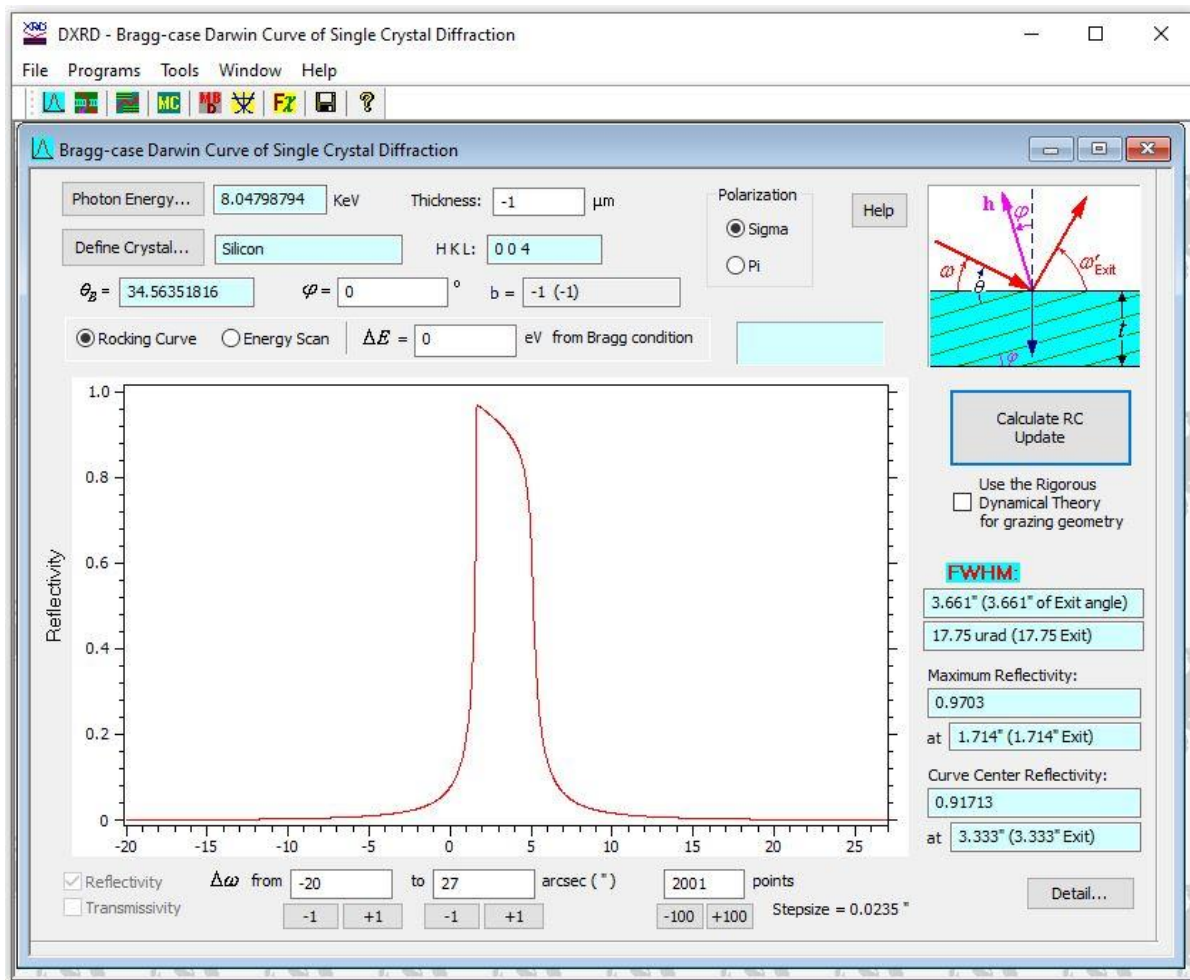 XRD DXRD - Bragg-case Darwin Curve of Single Crystal Diffraction
File Programs Tools Window Help
MC MB D Fχ ?
Bragg-case Darwin Curve of Single Crystal Diffraction
Photon Energy... 8.04798794 KeV Thickness: -1 μm Polarization Help
Sigma
Define Crystal... Silicon H K L: 0 0 4
Pi
θB = 34.56351816 φ = 0 ° b = -1 (-1)
Rocking Curve Energy Scan ΔE = 0 eV from Bragg condition
h φ
ω θ ω′Exit
t
φ
Calculate RC
Update
Use the Rigorous
Dynamical Theory
for grazing geometry
FWHM:
3.661" (3.661" of Exit angle)
17.75 urad (17.75 Exit)
Maximum Reflectivity:
0.9703
at 1.714" (1.714" Exit)
Curve Center Reflectivity:
0.91713
at 3.333" (3.333" Exit)
Detail...
Reflectivity
1.0
0.8
0.6
0.4
0.2
0
-20 -15 -10 -5 0 5 10 15 20 25
Reflectivity Δω from -20 to 27 arcsec (") 2001 points
Transmissivity -1 +1 -1 +1 -100 +100 Stepsize = 0.0235 "